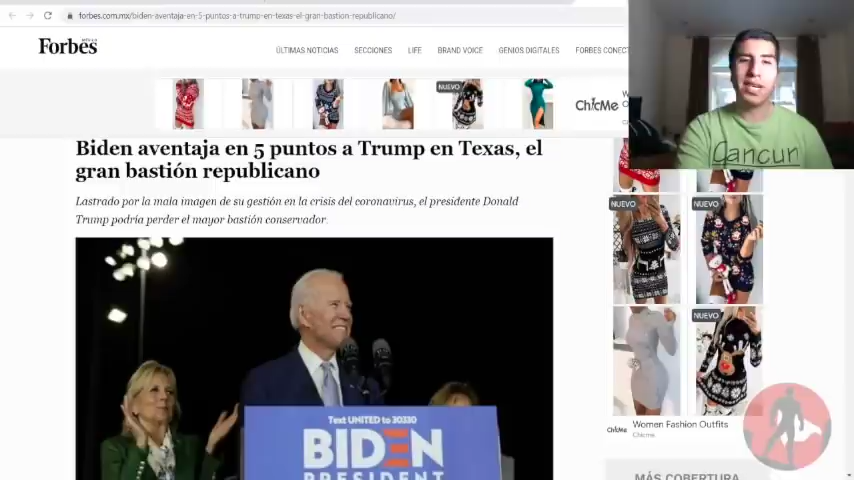 forbes.com.mx/biden-aventaja-en-5-puntos-a-trump-en-texas-el-gran-bastion-republicano/
Forbes
MÉXICO
ÚLTIMAS NOTICIAS
SECCIONES
LIFE
BRAND VOICE
GENIOS DIGITALES
FORBES CONECT
NUEVO
ChicMe
Cancun
Biden aventaja en 5 puntos a Trump en Texas, el
gran bastión republicano
Lastrado por la mala imagen de su gestión en la crisis del coronavirus, el presidente Donald
Trump podría perder el mayor bastión conservador.
NUEVO
NUEVO
NUEVO
Text UNITED to 30330
BIDEN
PRESIDENT
ChicMe
Women Fashion Outfits
Chicme
MÁS COBERTURA